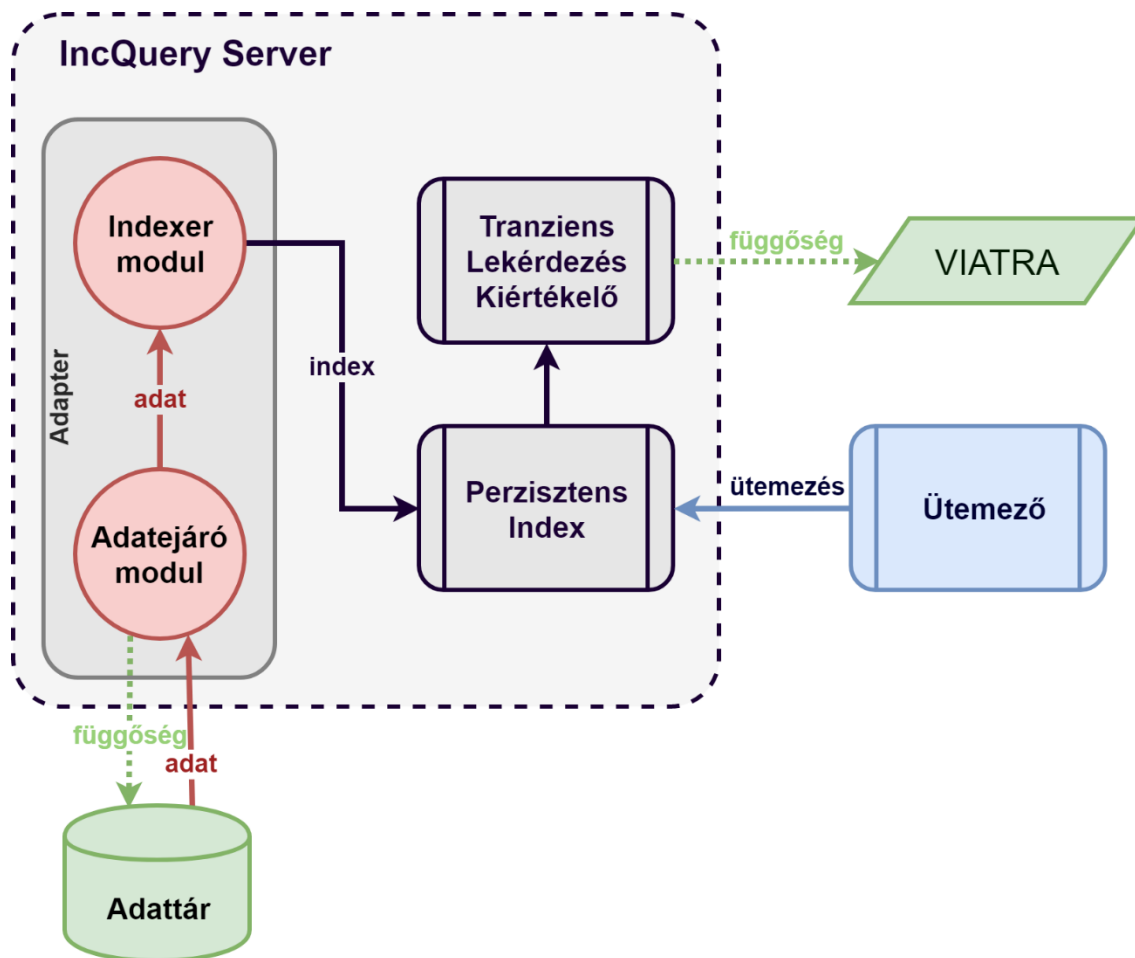 IncQuery Server
Indexer
modul
adat
Adapter
Adatejáró
modul
index
Tranziens
Lekérdezés
Kiértékelő
függőség
VIATRA
Perzisztens
Index
ütemezés
Ütemező
függőség
adat
Adattár